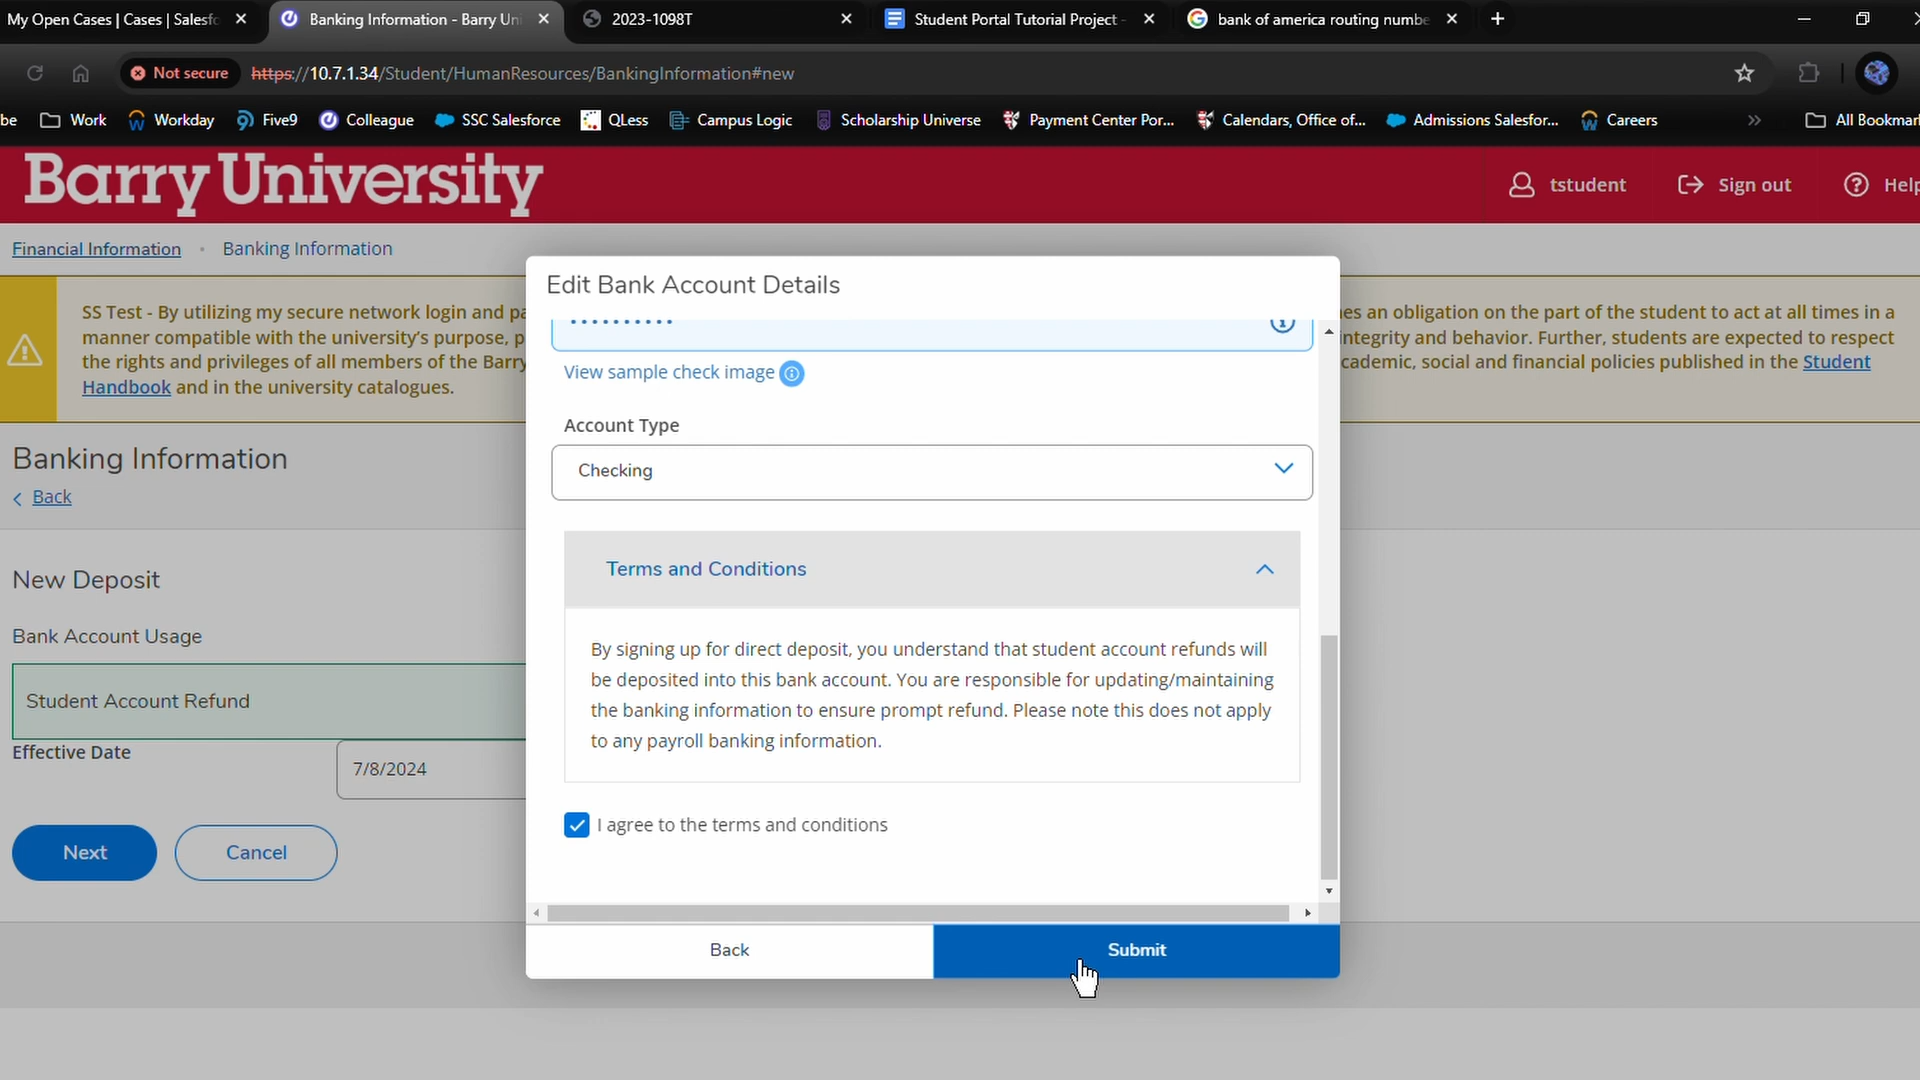 My Open Cases | Cases | Salesfo
Banking Information - Barry Uni
2023-1098T
Student Portal Tutorial Project -
bank of america routing numbe
Not secure
https://10.7.1.34/Student/HumanResources/BankingInformation#new
be
Work
Workday
Five9
Colleague
SSC Salesforce
QLess
Campus Logic
Scholarship Universe
Payment Center Por...
Calendars, Office of...
Admissions Salesfor...
Careers
»
All Bookmar
Barry University
tstudent
Sign out
Help
Financial Information
Banking Information
SS Test - By utilizing my secure network login and pa
manner compatible with the university's purpose, p
the rights and privileges of all members of the Barry
Handbook and in the university catalogues.
es an obligation on the part of the student to act at all times in a
integrity and behavior. Further, students are expected to respect
cademic, social and financial policies published in the Student
Banking Information
Back
New Deposit
Bank Account Usage
Student Account Refund
Effective Date
7/8/2024
Next
Cancel
Edit Bank Account Details
••••••••••
View sample check image
Account Type
Checking
Terms and Conditions
By signing up for direct deposit, you understand that student account refunds will
be deposited into this bank account. You are responsible for updating/maintaining
the banking information to ensure prompt refund. Please note this does not apply
to any payroll banking information.
I agree to the terms and conditions
Back
Submit